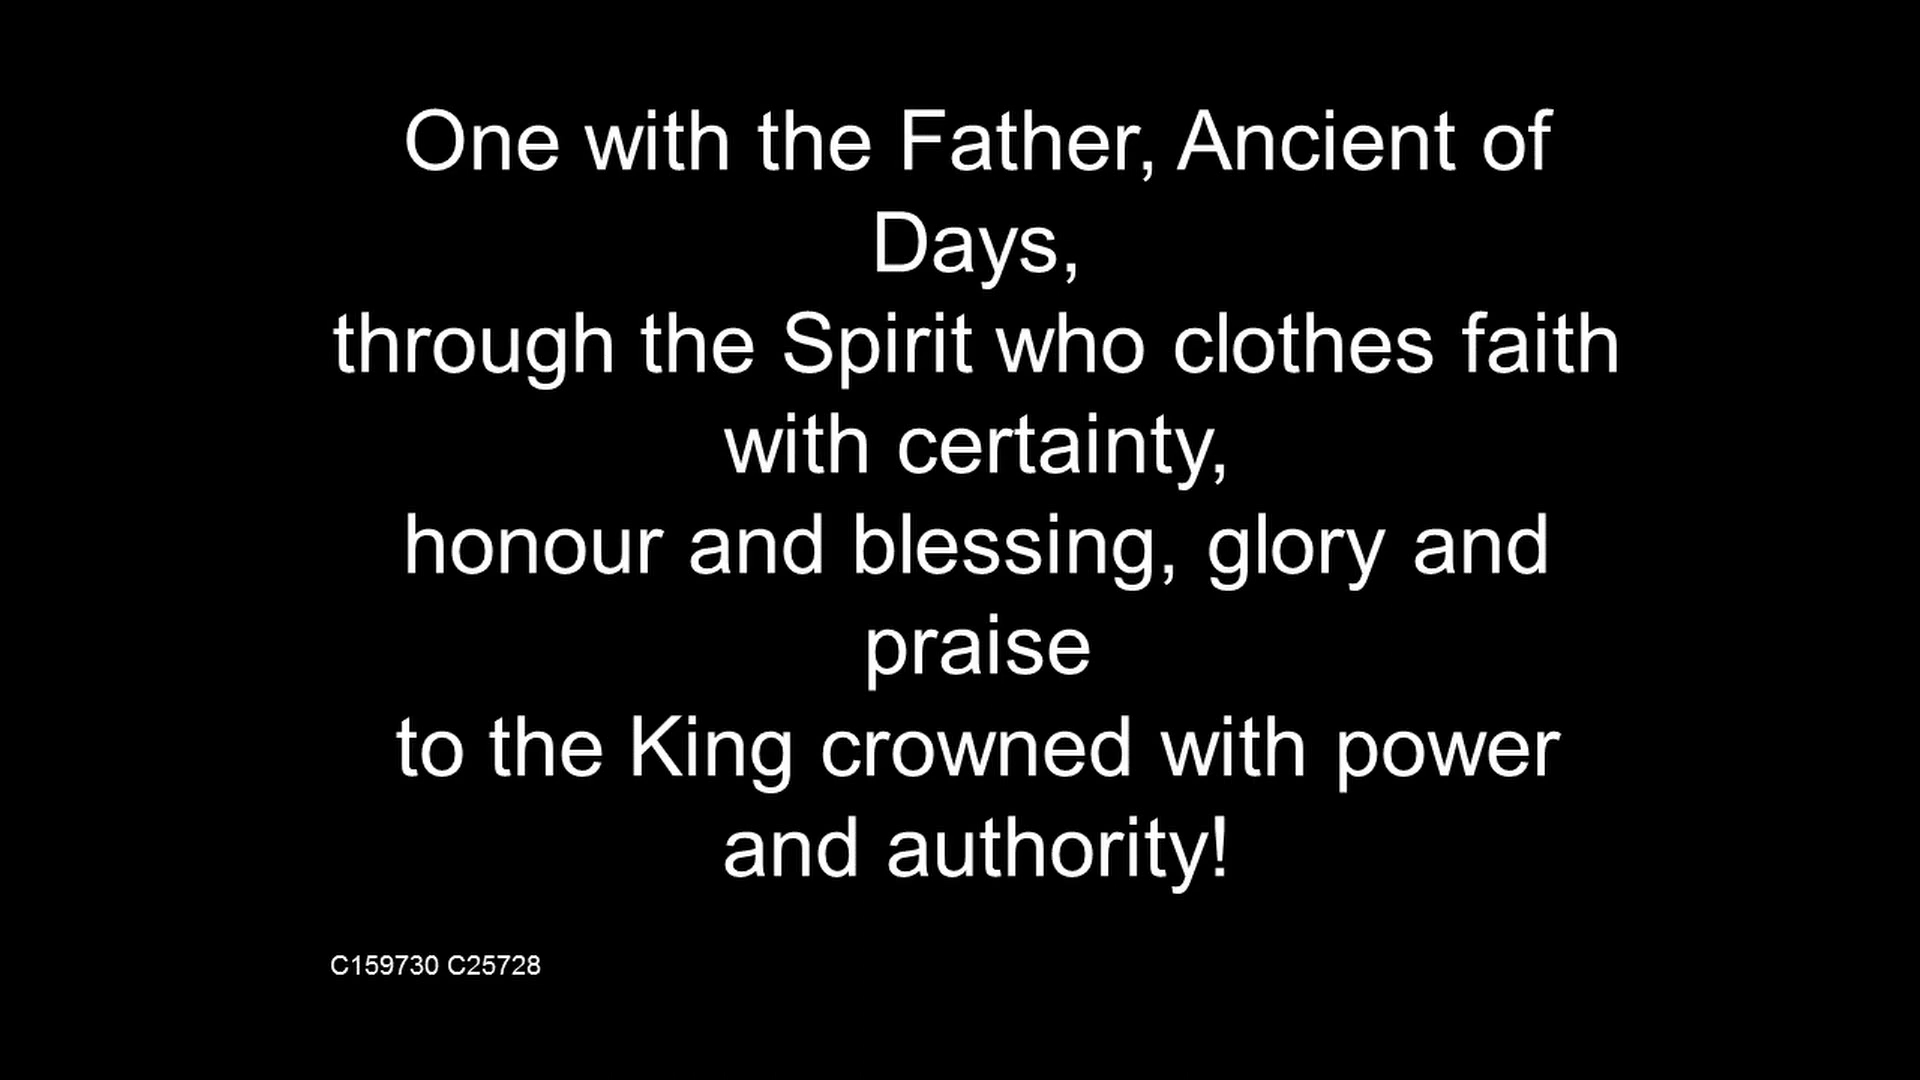 One with the Father, Ancient of
Days,
through the Spirit who clothes faith
with certainty,
honour and blessing, glory and
praise
to the King crowned with power
and authority!
C159730 C25728